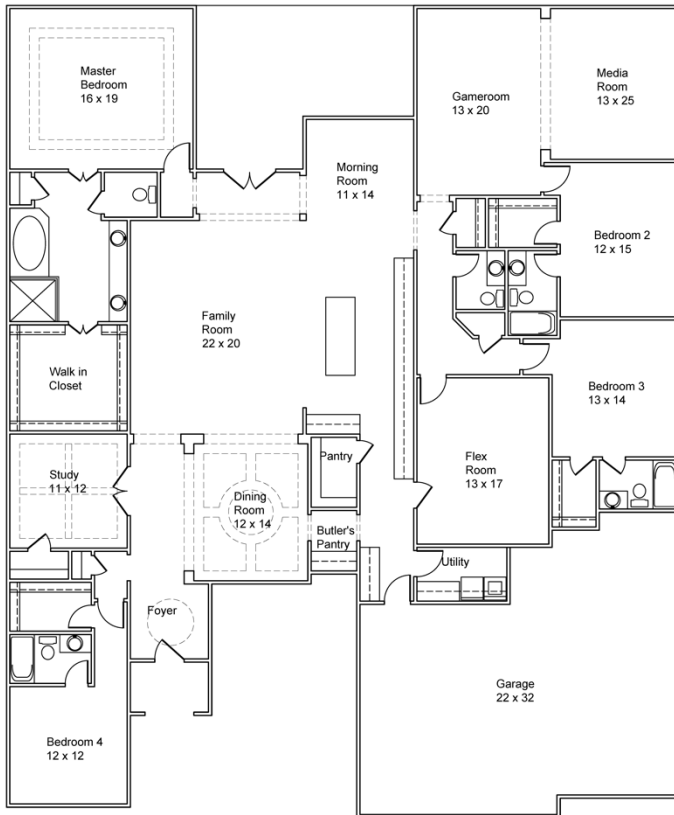 Master
Bedroom
16 x 19
Gameroom
13 x 20
Media
Room
13 x 25
Morning
Room
11 x 14
Bedroom 2
12 x 15
Family
Room
22 x 20
Walk in
Closet
Bedroom 3
13 x 14
Study
11 x 12
Dining
Room
12 x 14
Pantry
Flex
Room
13 x 17
Butler's
Pantry
Utility
Foyer
Garage
22 x 32
Bedroom 4
12 x 12